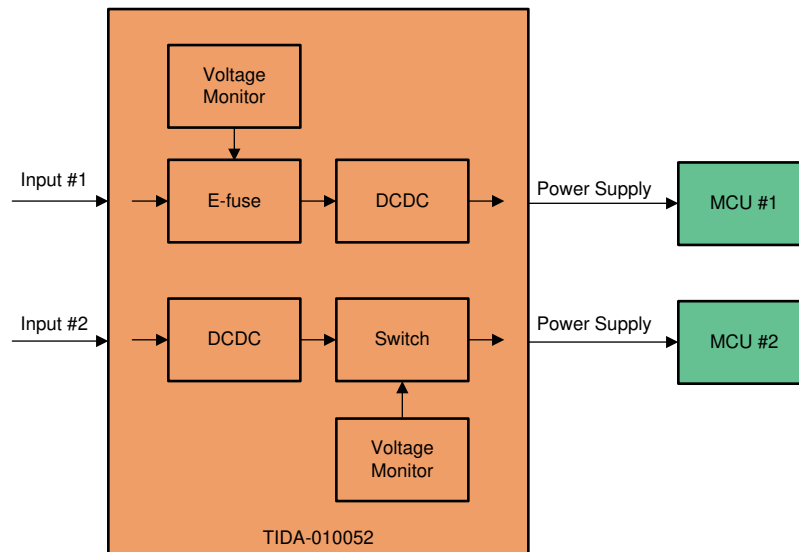 Voltage
Monitor
Input #1
E-fuse
DCDC
Power Supply
MCU #1
Input #2
DCDC
Switch
Power Supply
MCU #2
Voltage
Monitor
TIDA-010052